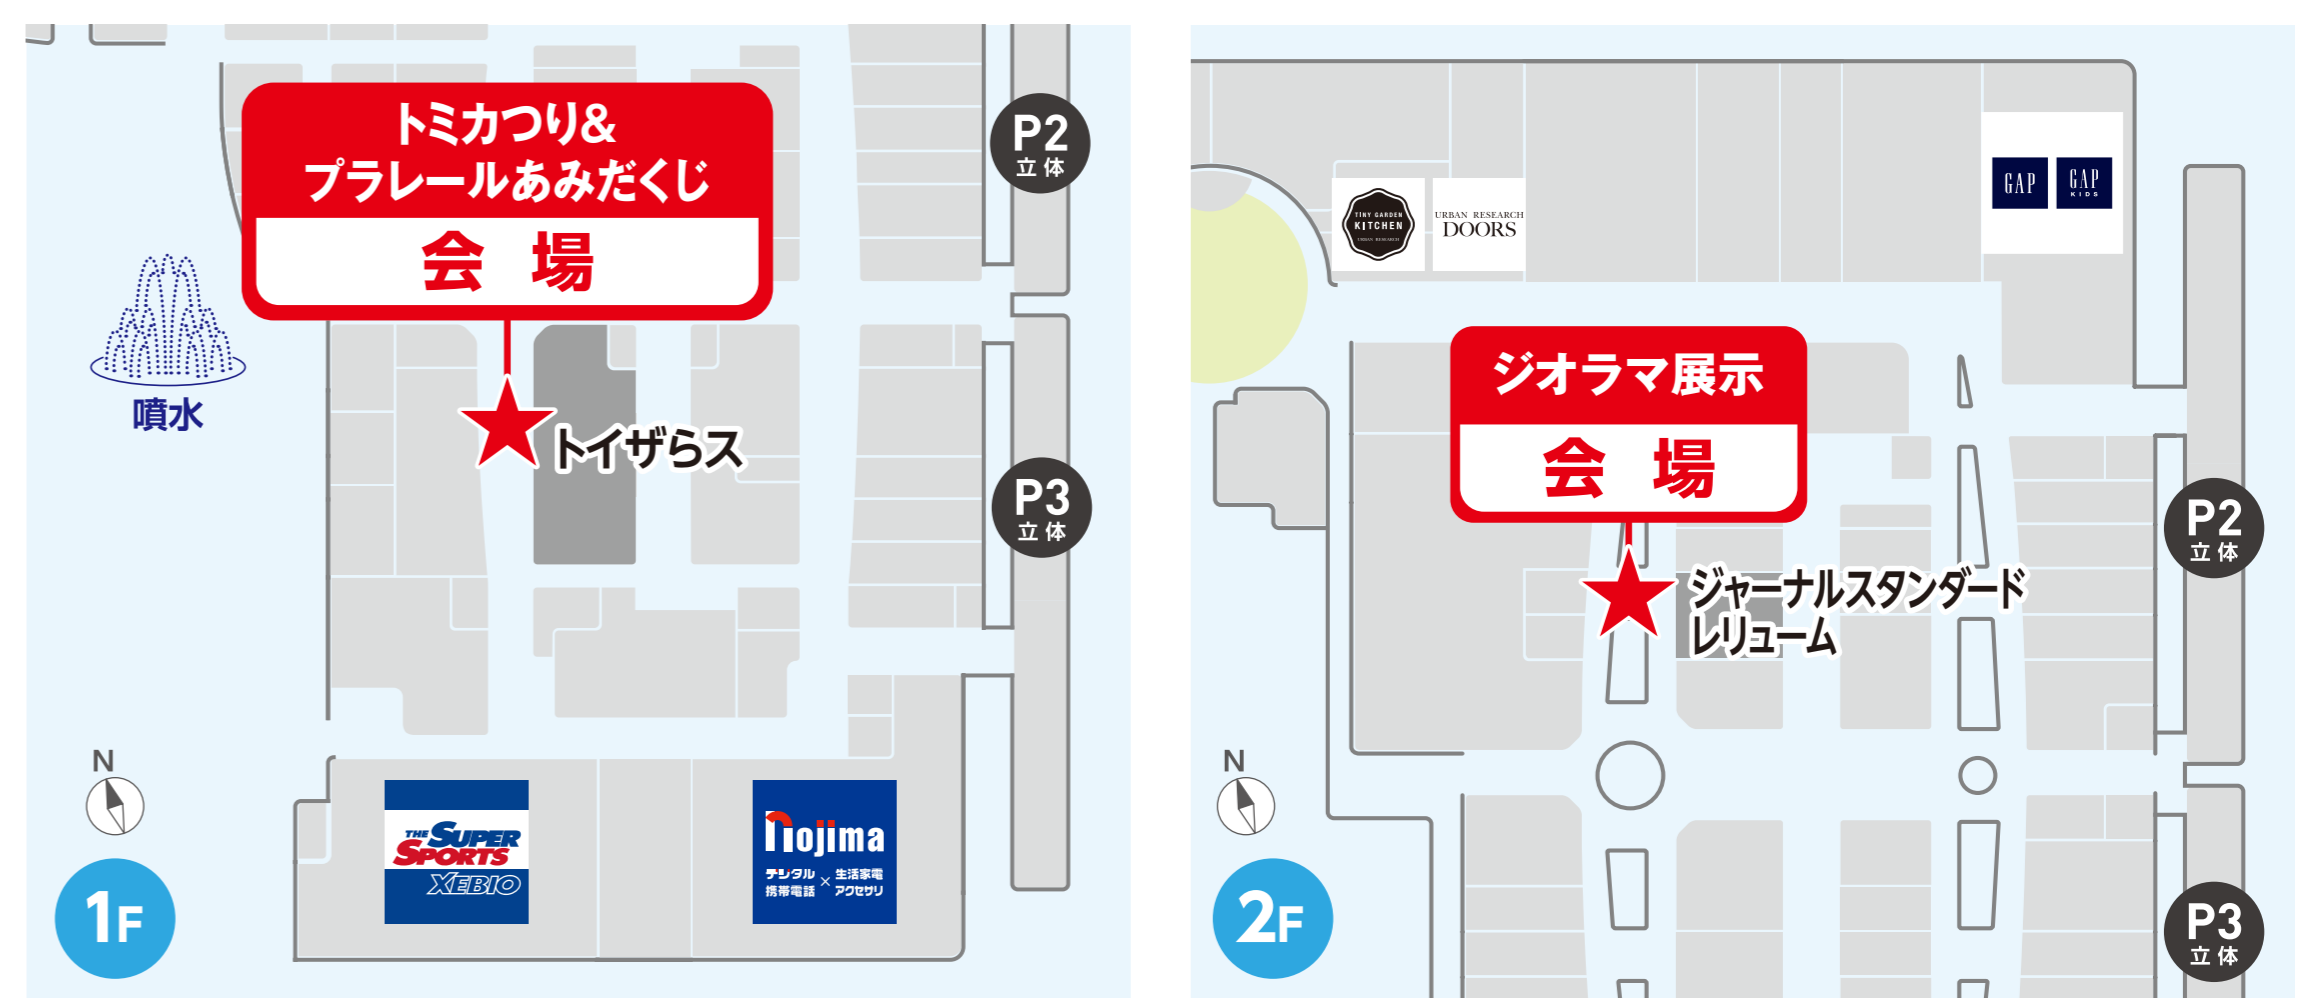 トミカつり&
プラレールあみだくじ
会 場
噴水
トイザらス
P2
立体
P3
立体
THE SUPER
SPORTS
XEBIO
nojima
デジタル 携帯電話 × 生活家電 アクセサリ
N
1F
TINY GARDEN
KITCHEN
URBAN RESEARCH
URBAN RESEARCH
DOORS
GAP
GAP
KIDS
ジオラマ展示
会 場
ジャーナルスタンダード
レリューム
P2
立体
P3
立体
N
2F